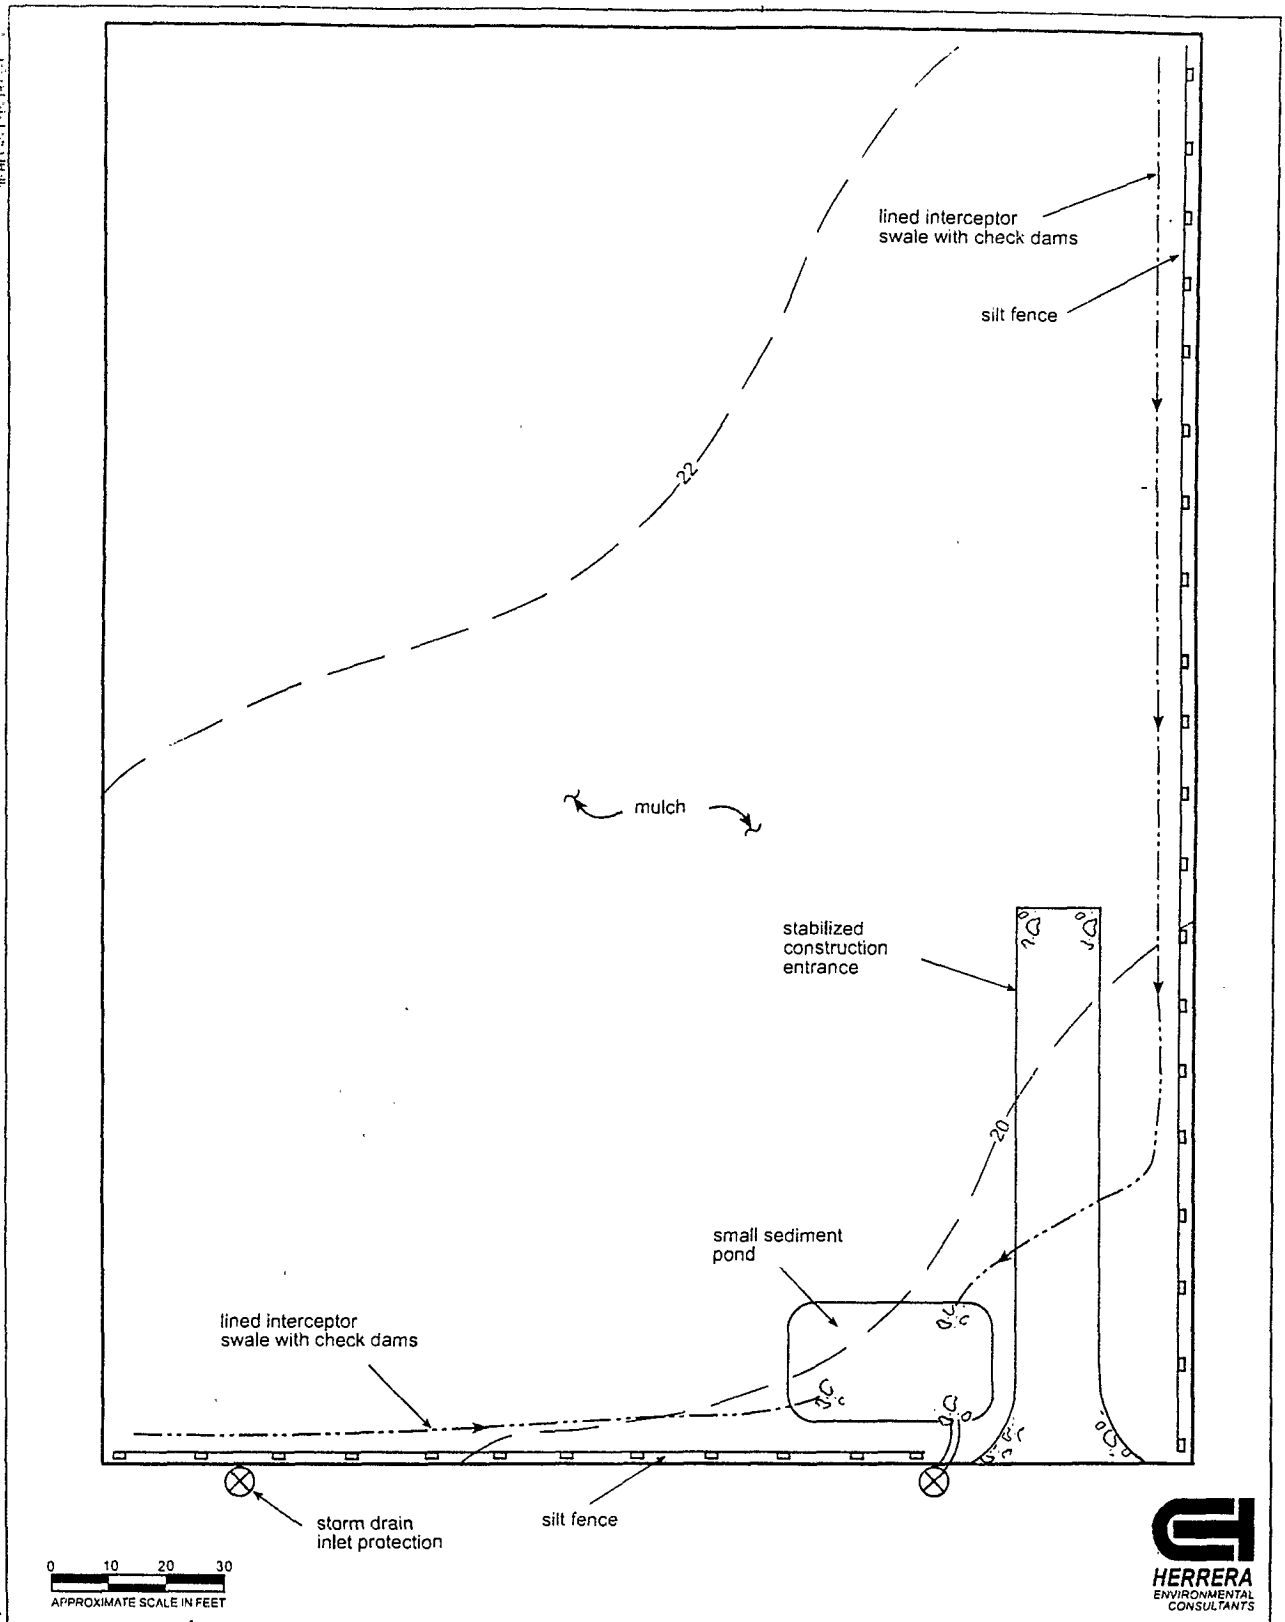 lined interceptor
swale with check dams
silt fence
22
mulch
stabilized
construction
entrance
20
small sediment
pond
lined interceptor
swale with check dams
storm drain
inlet protection
silt fence
0 10 20 30
APPROXIMATE SCALE IN FEET
HERRERA
ENVIRONMENTAL
CONSULTANTS